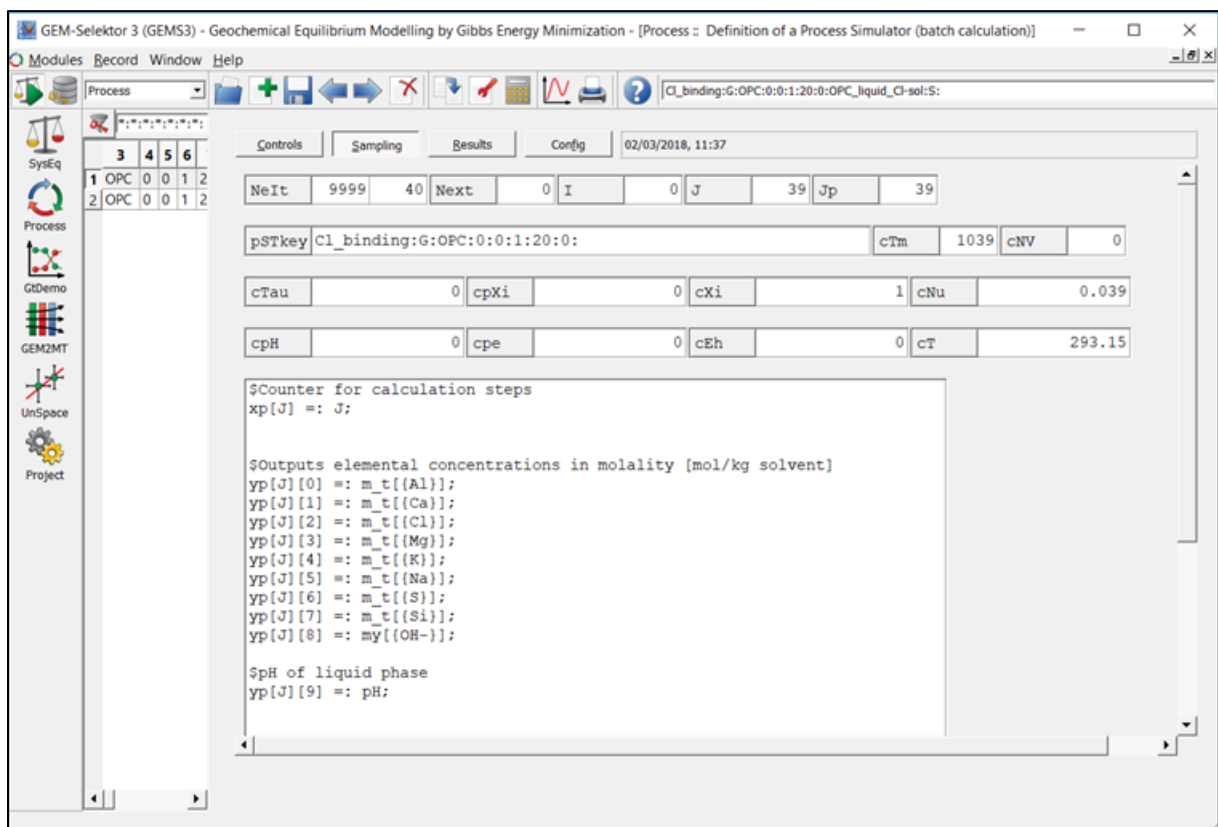 GEM-Selektor 3 (GEMS3) - Geochemical Equilibrium Modelling by Gibbs Energy Minimization - [Process :: Definition of a Process Simulator (batch calculation)]
Modules Record Window Help
Process
Cl_binding:G:OPC:0:0:1:20:0:OPC_liquid_Cl-sol:S:
SysEq
Process
GtDemo
GEM2MT
UnSpace
Project
*:*:*:*:*:*:*:
3 4 5 6
1 OPC 0 0 1 2
2 OPC 0 0 1 2
Controls Sampling Results Config 02/03/2018, 11:37
NeIt 9999 40 Next 0 I 0 J 39 Jp 39
pSTkey Cl_binding:G:OPC:0:0:1:20:0: cTm 1039 cNV 0
cTau 0 cpXi 0 cXi 1 cNu 0.039
cpH 0 cpe 0 cEh 0 cT 293.15
$Counter for calculation steps
xp[J] =: J;
$Outputs elemental concentrations in molality [mol/kg solvent]
yp[J][0] =: m_t[{Al}];
yp[J][1] =: m_t[{Ca}];
yp[J][2] =: m_t[{Cl}];
yp[J][3] =: m_t[{Mg}];
yp[J][4] =: m_t[{K}];
yp[J][5] =: m_t[{Na}];
yp[J][6] =: m_t[{S}];
yp[J][7] =: m_t[{Si}];
yp[J][8] =: my[{OH-}];
$pH of liquid phase
yp[J][9] =: pH;